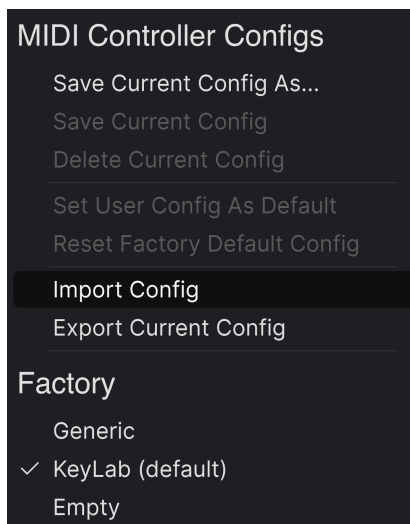 MIDI Controller Configs
Save Current Config As...
Save Current Config
Delete Current Config
Set User Config As Default
Reset Factory Default Config
Import Config
Export Current Config
Factory
Generic
KeyLab (default)
Empty